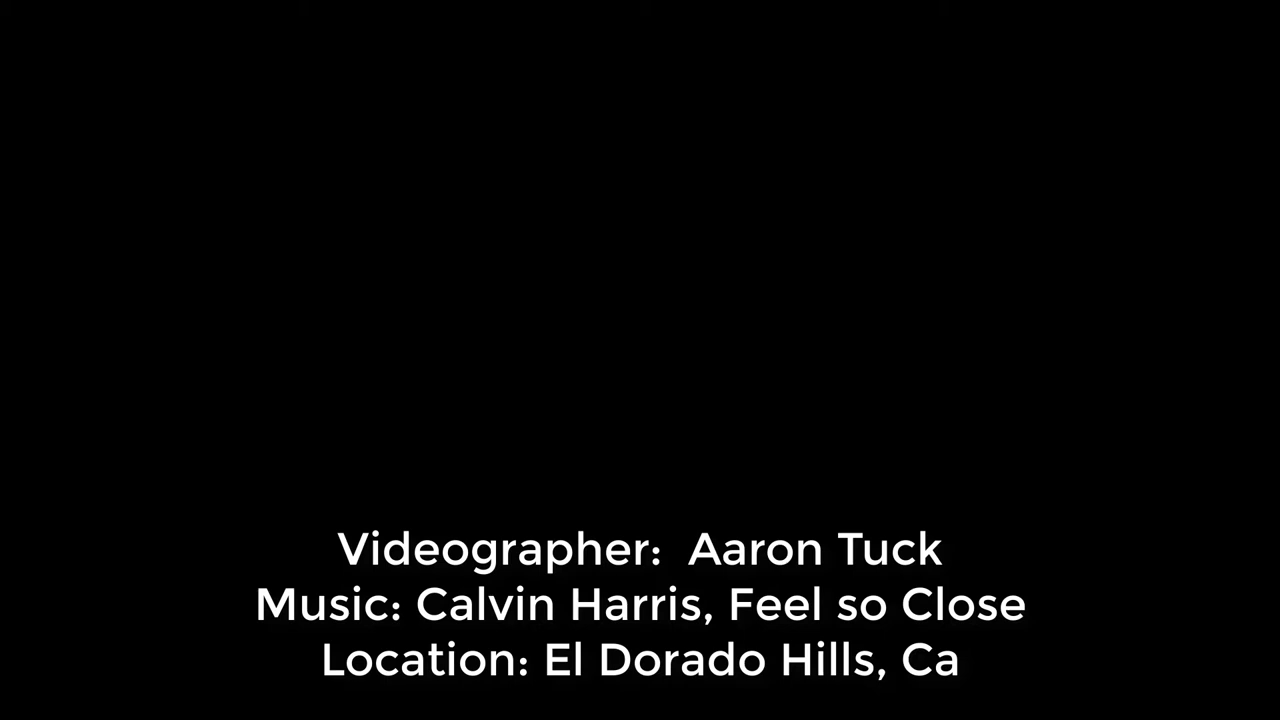 Videographer:  Aaron Tuck
Music: Calvin Harris, Feel so Close
Location: El Dorado Hills, Ca